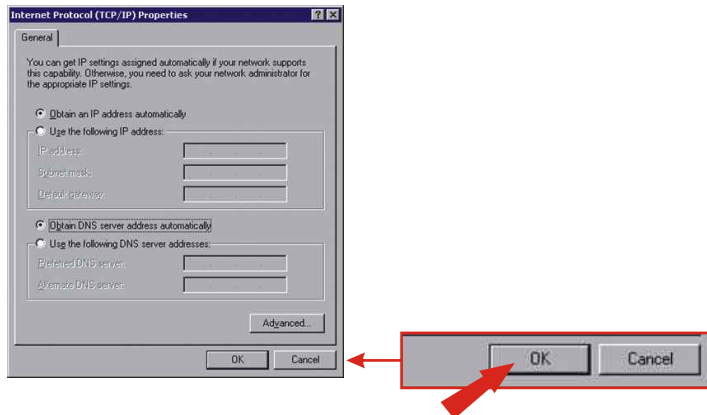 Internet Protocol (TCP/IP) Properties
General
You can get IP settings assigned automatically if your network supports
this capability. Otherwise, you need to ask your network administrator for
the appropriate IP settings.
Obtain an IP address automatically
Use the following IP address:
IP address:
Subnet mask:
Default gateway:
Obtain DNS server address automatically
Use the following DNS server addresses:
Preferred DNS server:
Alternate DNS server:
Advanced...
OK Cancel
OK Cancel